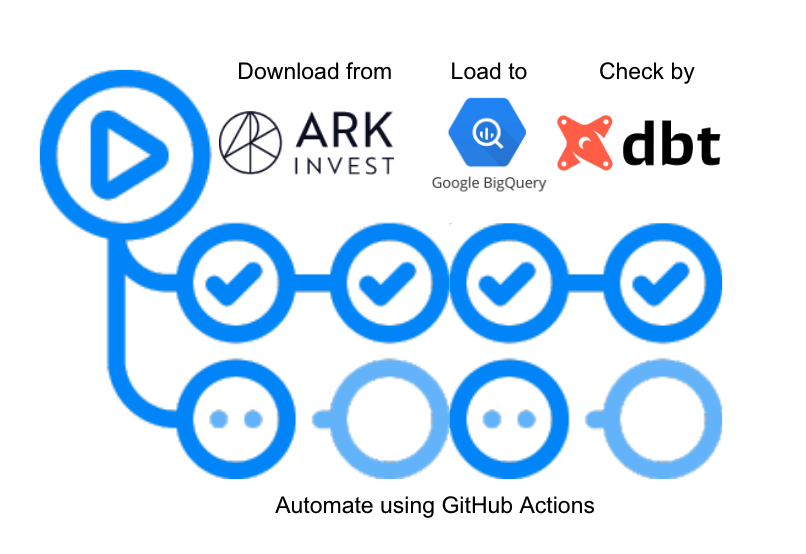 Download from
Load to
Check by
ARK
INVEST
Google BigQuery
dbt
Automate using GitHub Actions